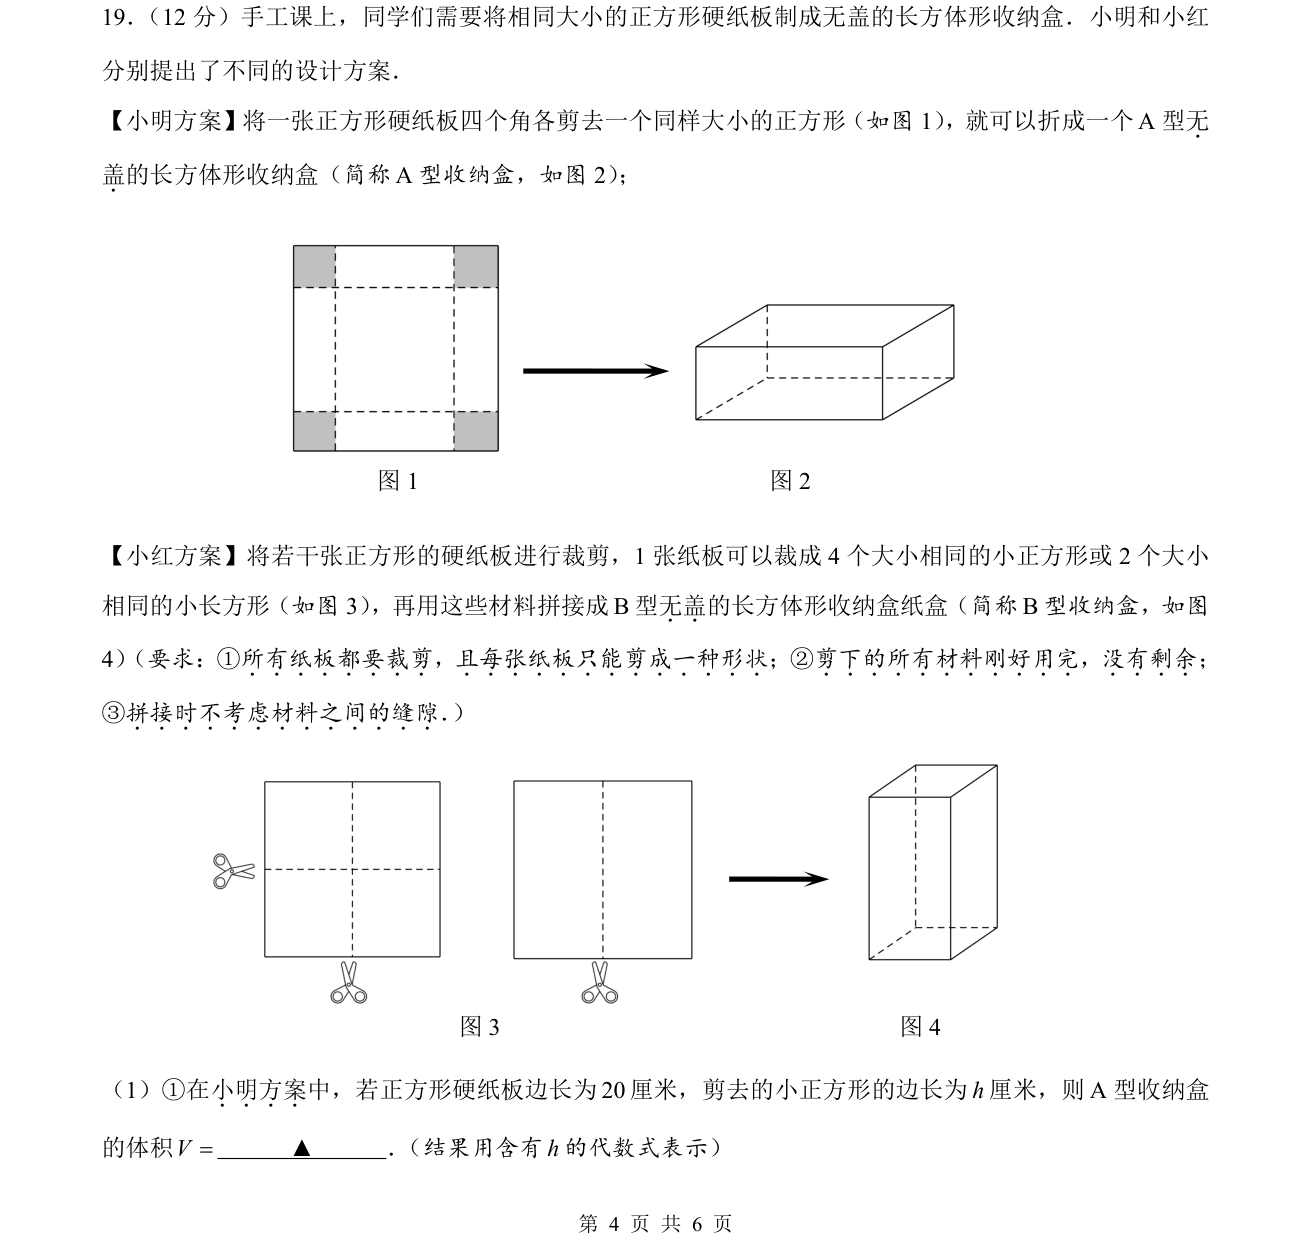 19.（12 分）手工课上，同学们需要将相同大小的正方形硬纸板制成无盖的长方体形收纳盒．小明和小红
分别提出了不同的设计方案．
【小明方案】将一张正方形硬纸板四个角各剪去一个同样大小的正方形（如图 1），就可以折成一个 A 型无
盖的长方体形收纳盒（简称 A 型收纳盒，如图 2）；
图 1
图 2
【小红方案】将若干张正方形的硬纸板进行裁剪，1 张纸板可以裁成 4 个大小相同的小正方形或 2 个大小
相同的小长方形（如图 3），再用这些材料拼接成 B 型无盖的长方体形收纳盒纸盒（简称 B 型收纳盒，如图
4）（要求：①所有纸板都要裁剪，且每张纸板只能剪成一种形状；②剪下的所有材料刚好用完，没有剩余；
③拼接时不考虑材料之间的缝隙．）
图 3
图 4
（1）①在小明方案中，若正方形硬纸板边长为 20 厘米，剪去的小正方形的边长为 h 厘米，则 A 型收纳盒
的体积 V = ▲ ．（结果用含有 h 的代数式表示）
第 4 页 共 6 页